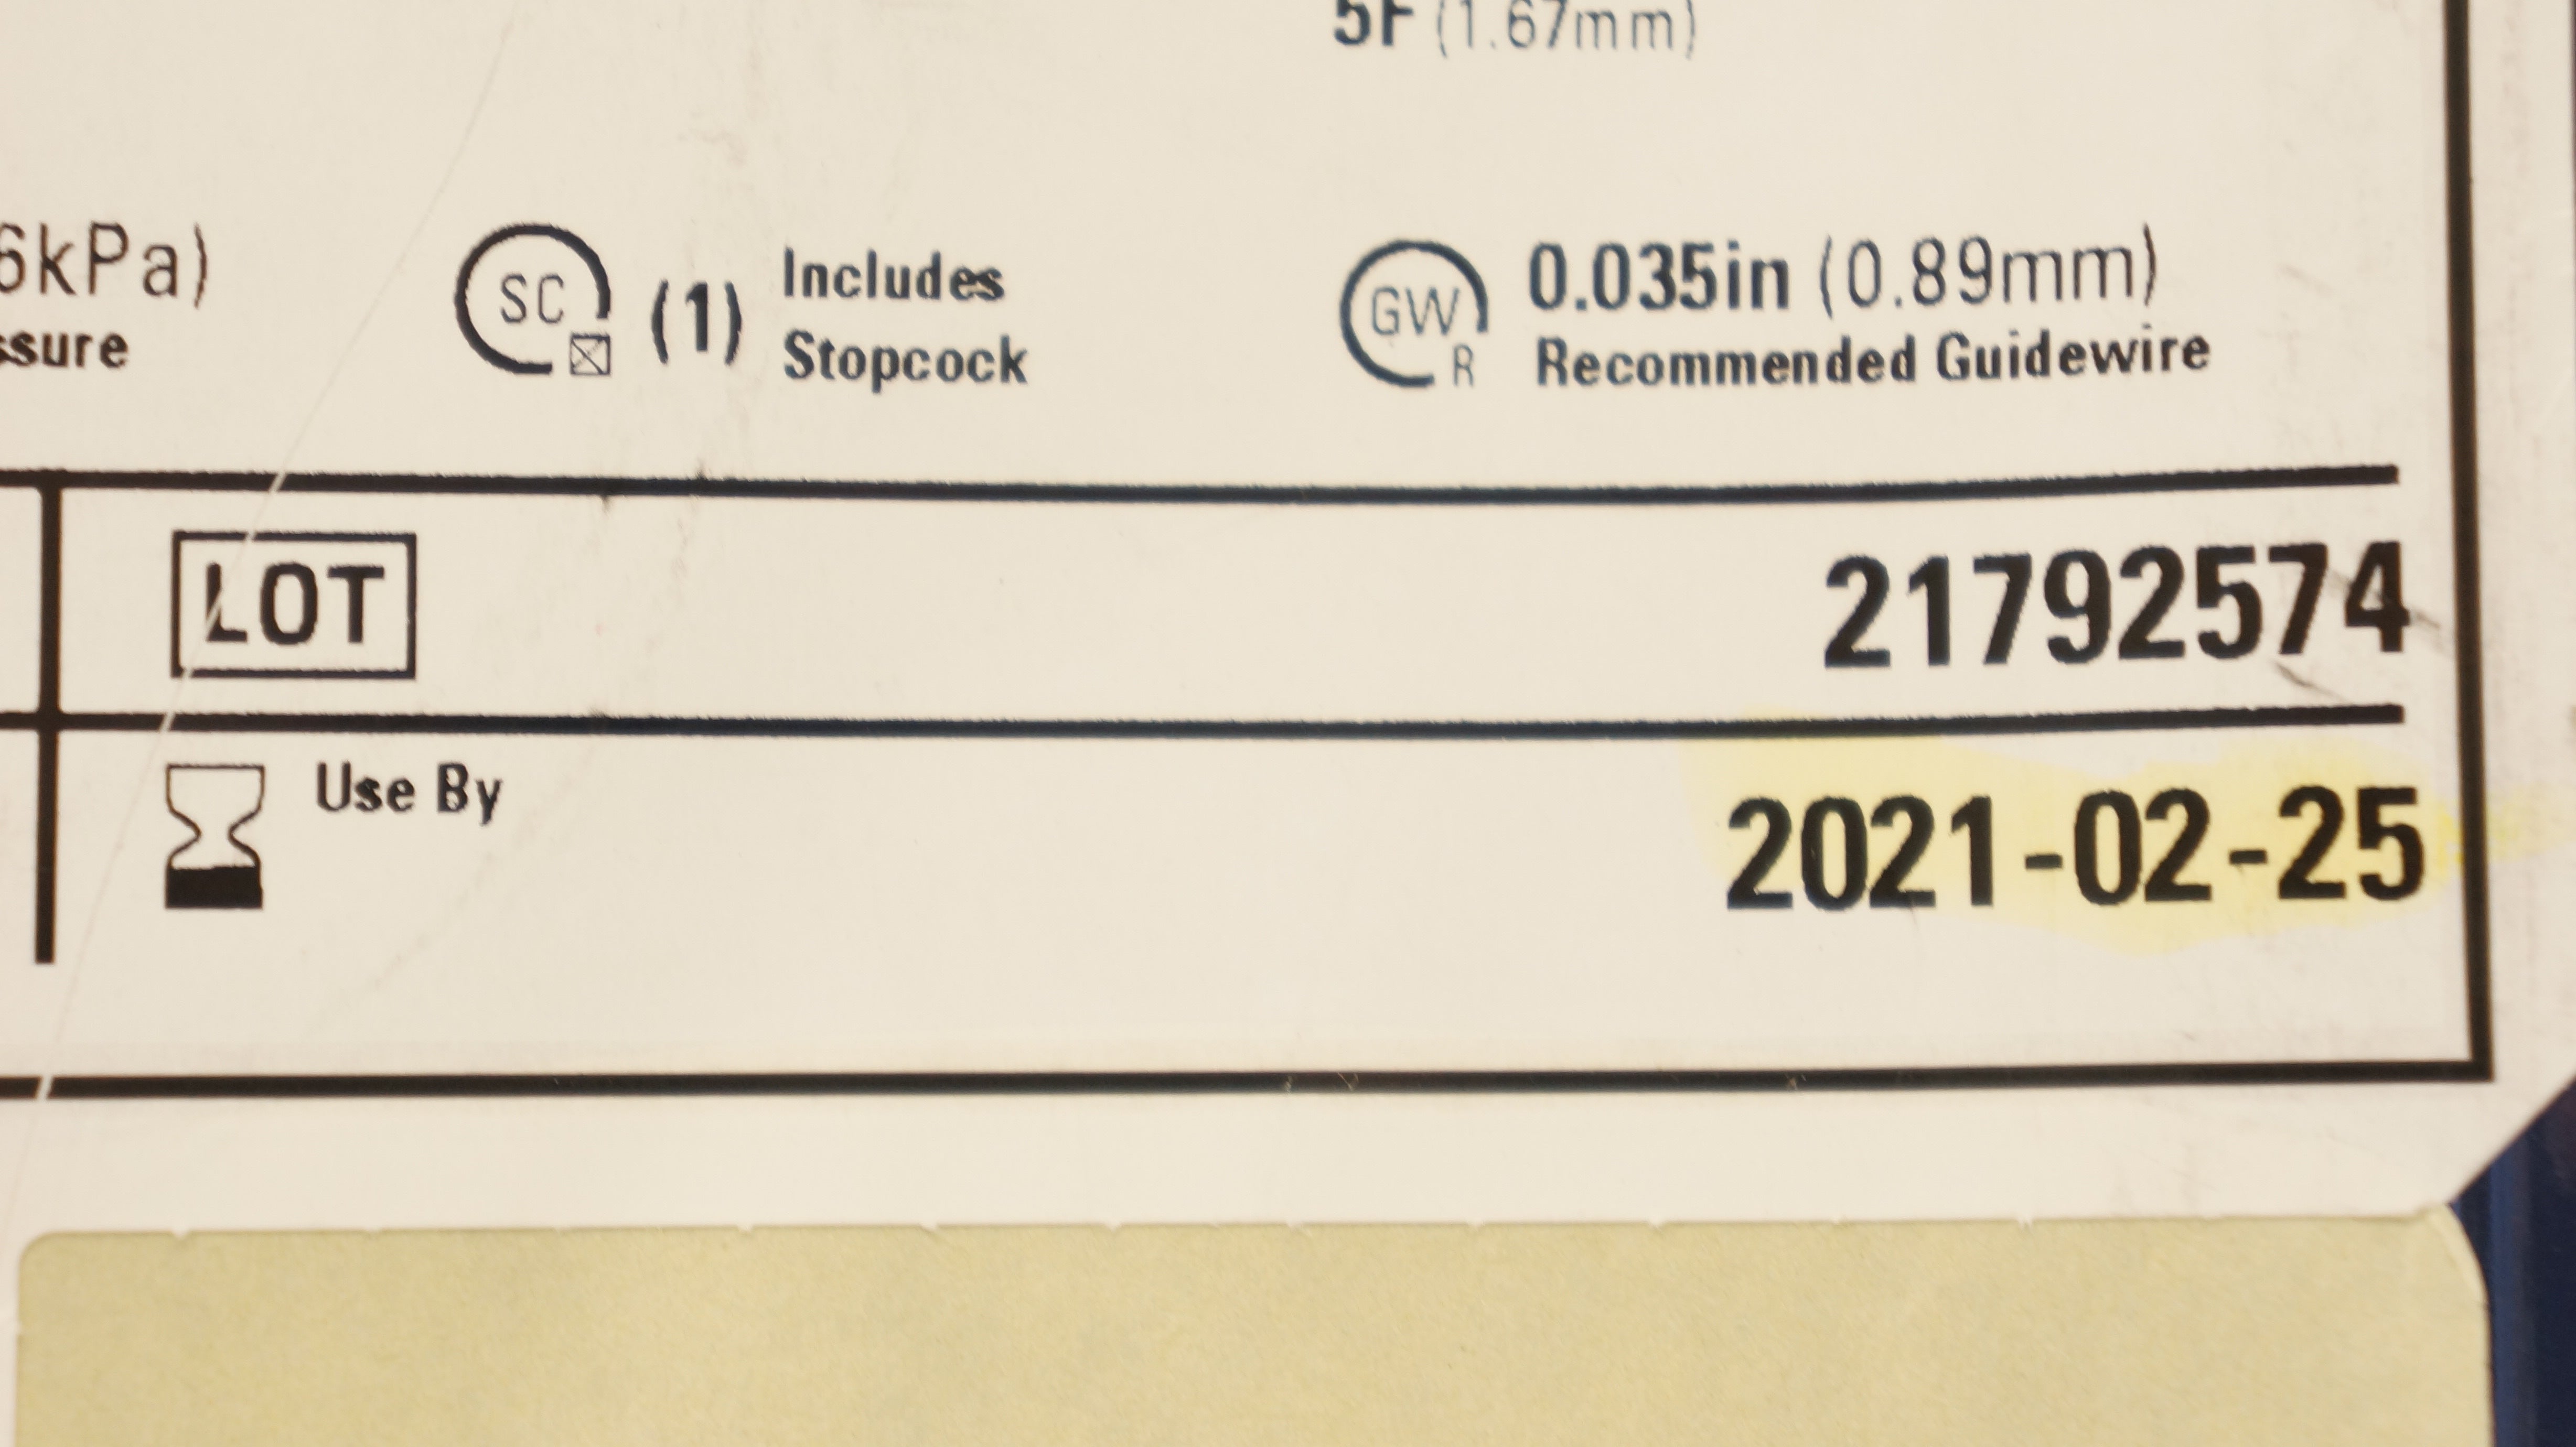 5F (1.67mm)
6kPa)
ssure
SC (1) Includes
Stopcock
GW R 0.035in (0.89mm)
Recommended Guidewire
LOT 21792574
Use By 2021-02-25